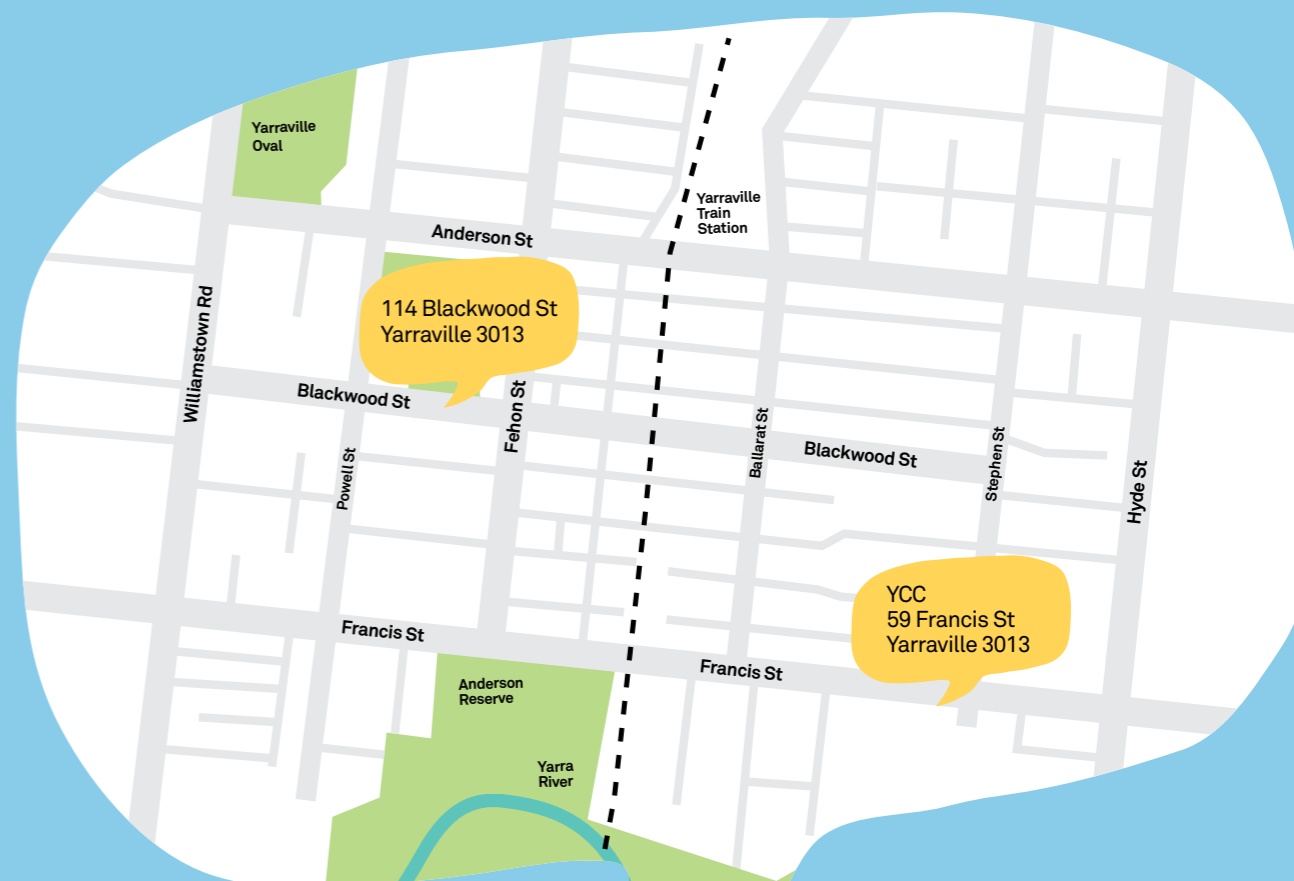 Yarraville
Oval
Yarraville
Train
Station
Anderson St
114 Blackwood St
Yarraville 3013
Williamstown Rd
Blackwood St
Fehon St
Powell St
Ballarat St
Blackwood St
Stephen St
Hyde St
YCC
59 Francis St
Yarraville 3013
Francis St
Francis St
Anderson
Reserve
Yarra
River